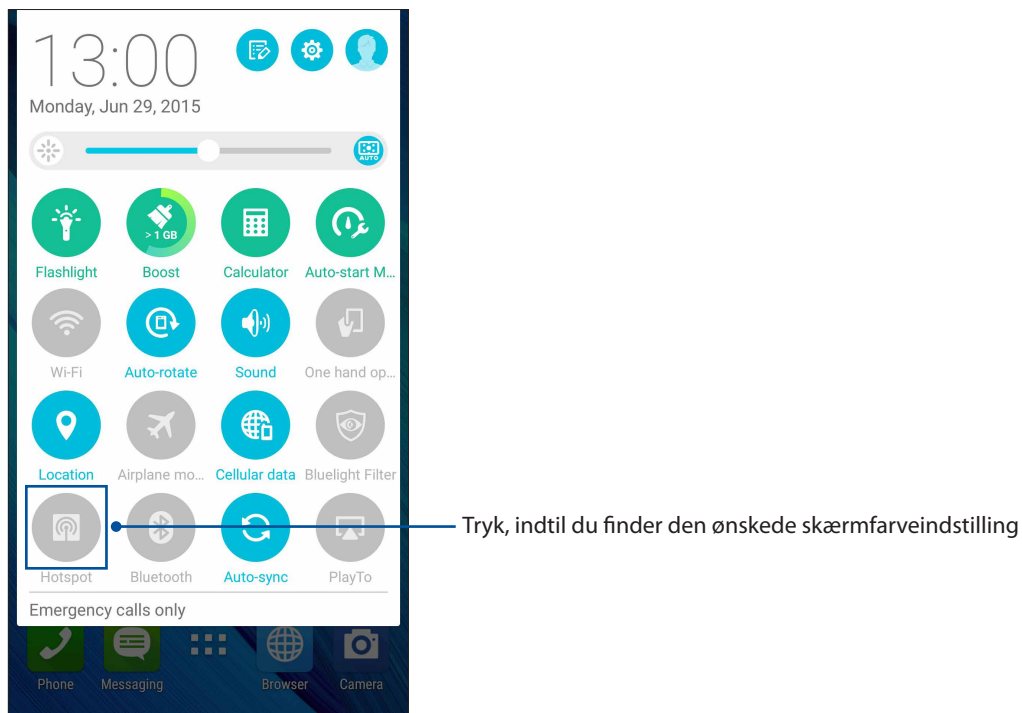 13:00
Monday, Jun 29, 2015
AUTO
> 1 GB
Flashlight Boost Calculator Auto-start M...
Wi-Fi Auto-rotate Sound One hand op...
Location Airplane mo... Cellular data Bluelight Filter
Tryk, indtil du finder den ønskede skærmfarveindstilling
Hotspot Bluetooth Auto-sync PlayTo
Emergency calls only
Phone Messaging Browser Camera